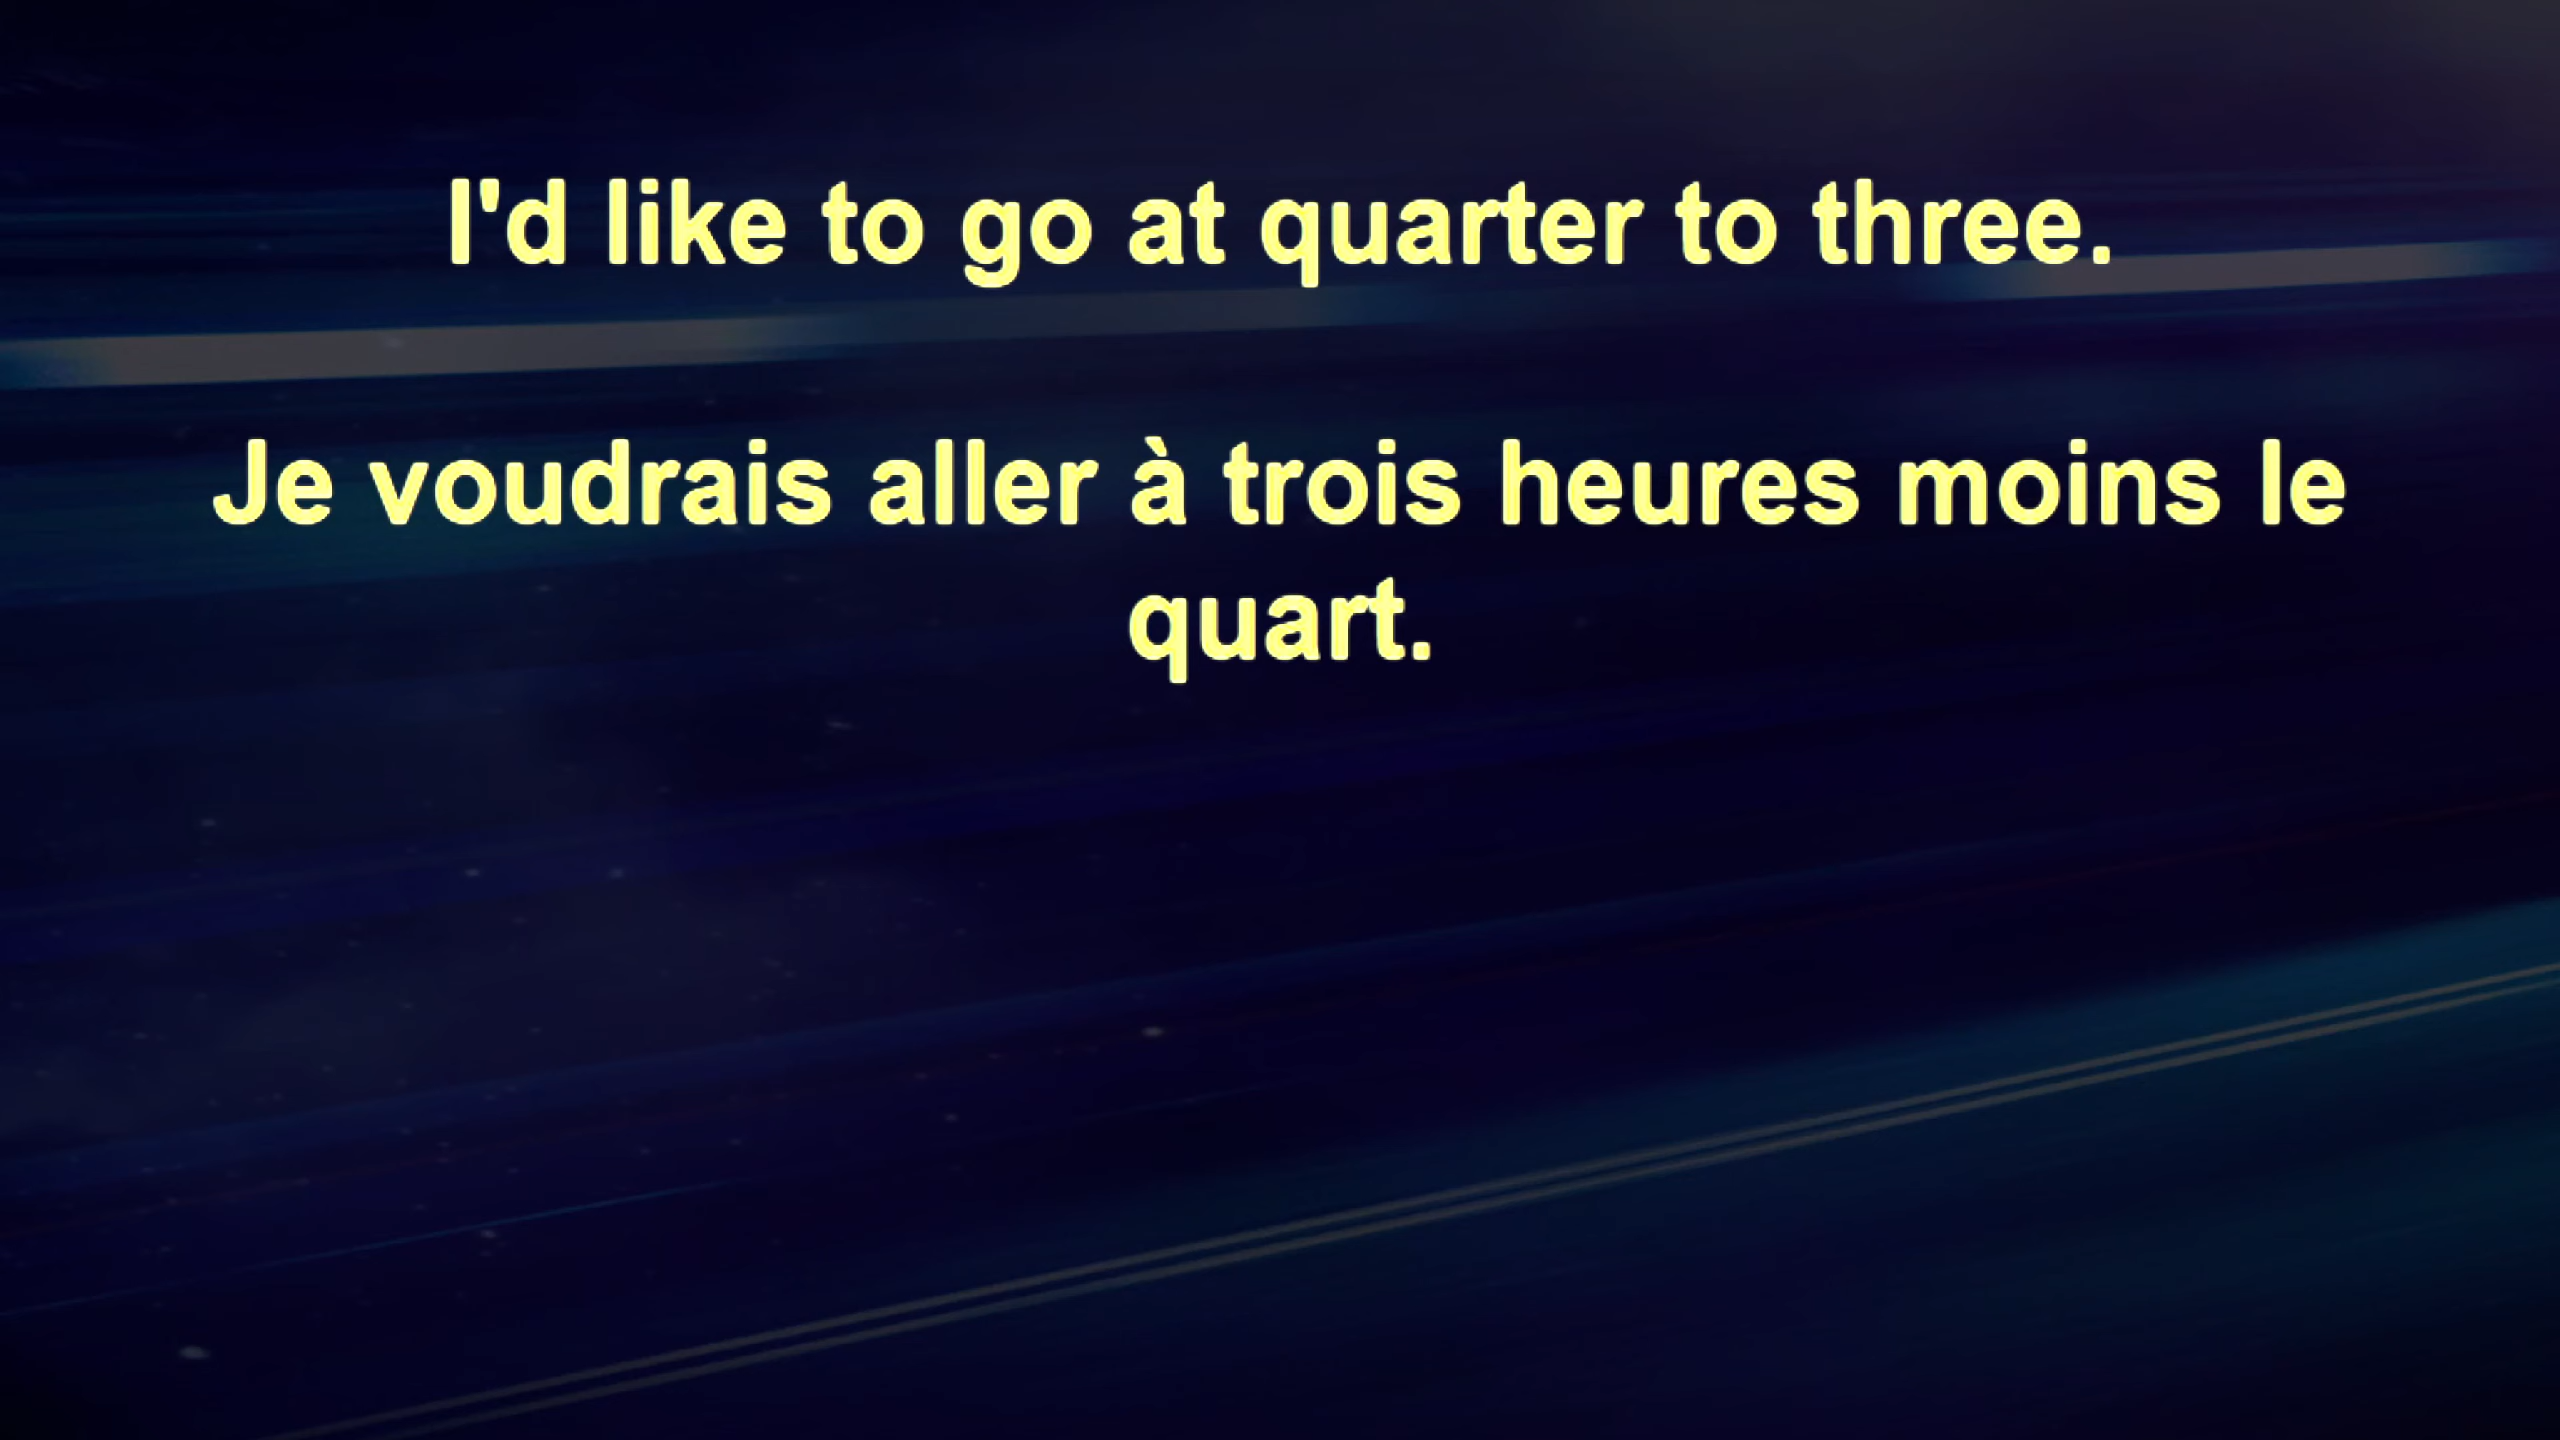 I'd like to go at quarter to three.
Je voudrais aller à trois heures moins le
quart.